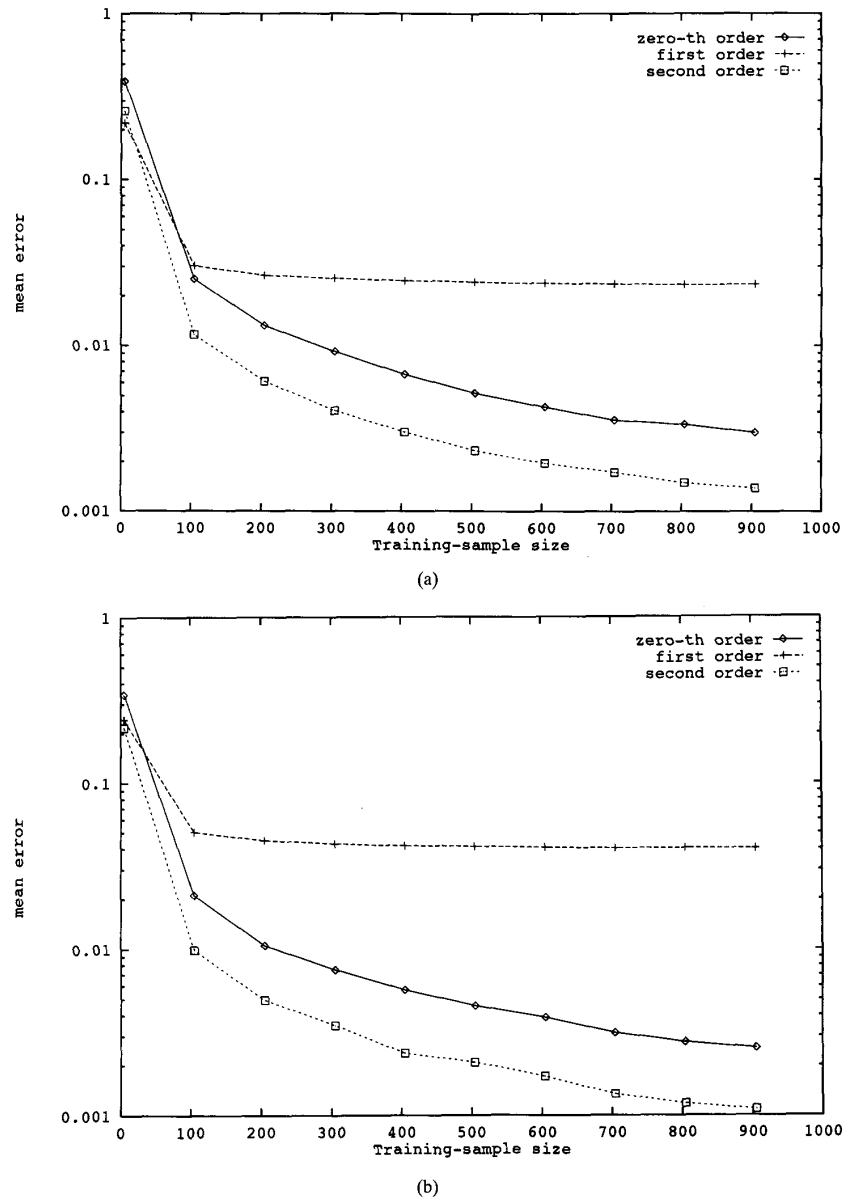 1
zero-th order
first order
second order
0.1
mean error
0.01
0.001
0 100 200 300 400 500 600 700 800 900 1000
Training-sample size
(a)
1
zero-th order
first order
second order
0.1
mean error
0.01
0.001
0 100 200 300 400 500 600 700 800 900 1000
Training-sample size
(b)